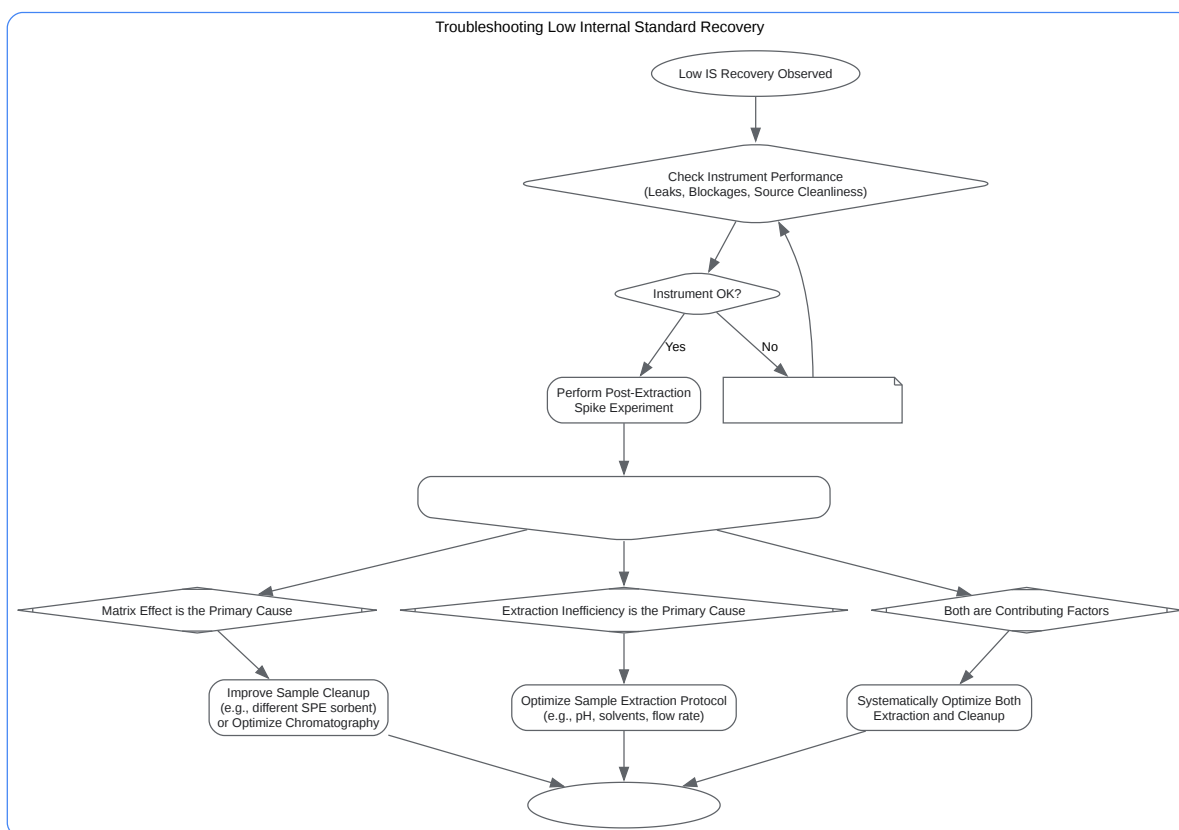 Troubleshooting Low Internal Standard Recovery
Low IS Recovery Observed
Check Instrument Performance
(Leaks, Blockages, Source Cleanliness)
Instrument OK?
Yes
No
Perform Post-Extraction
Spike Experiment
Matrix Effect is the Primary Cause
Extraction Inefficiency is the Primary Cause
Both are Contributing Factors
Improve Sample Cleanup
(e.g., different SPE sorbent)
or Optimize Chromatography
Optimize Sample Extraction Protocol
(e.g., pH, solvents, flow rate)
Systematically Optimize Both
Extraction and Cleanup